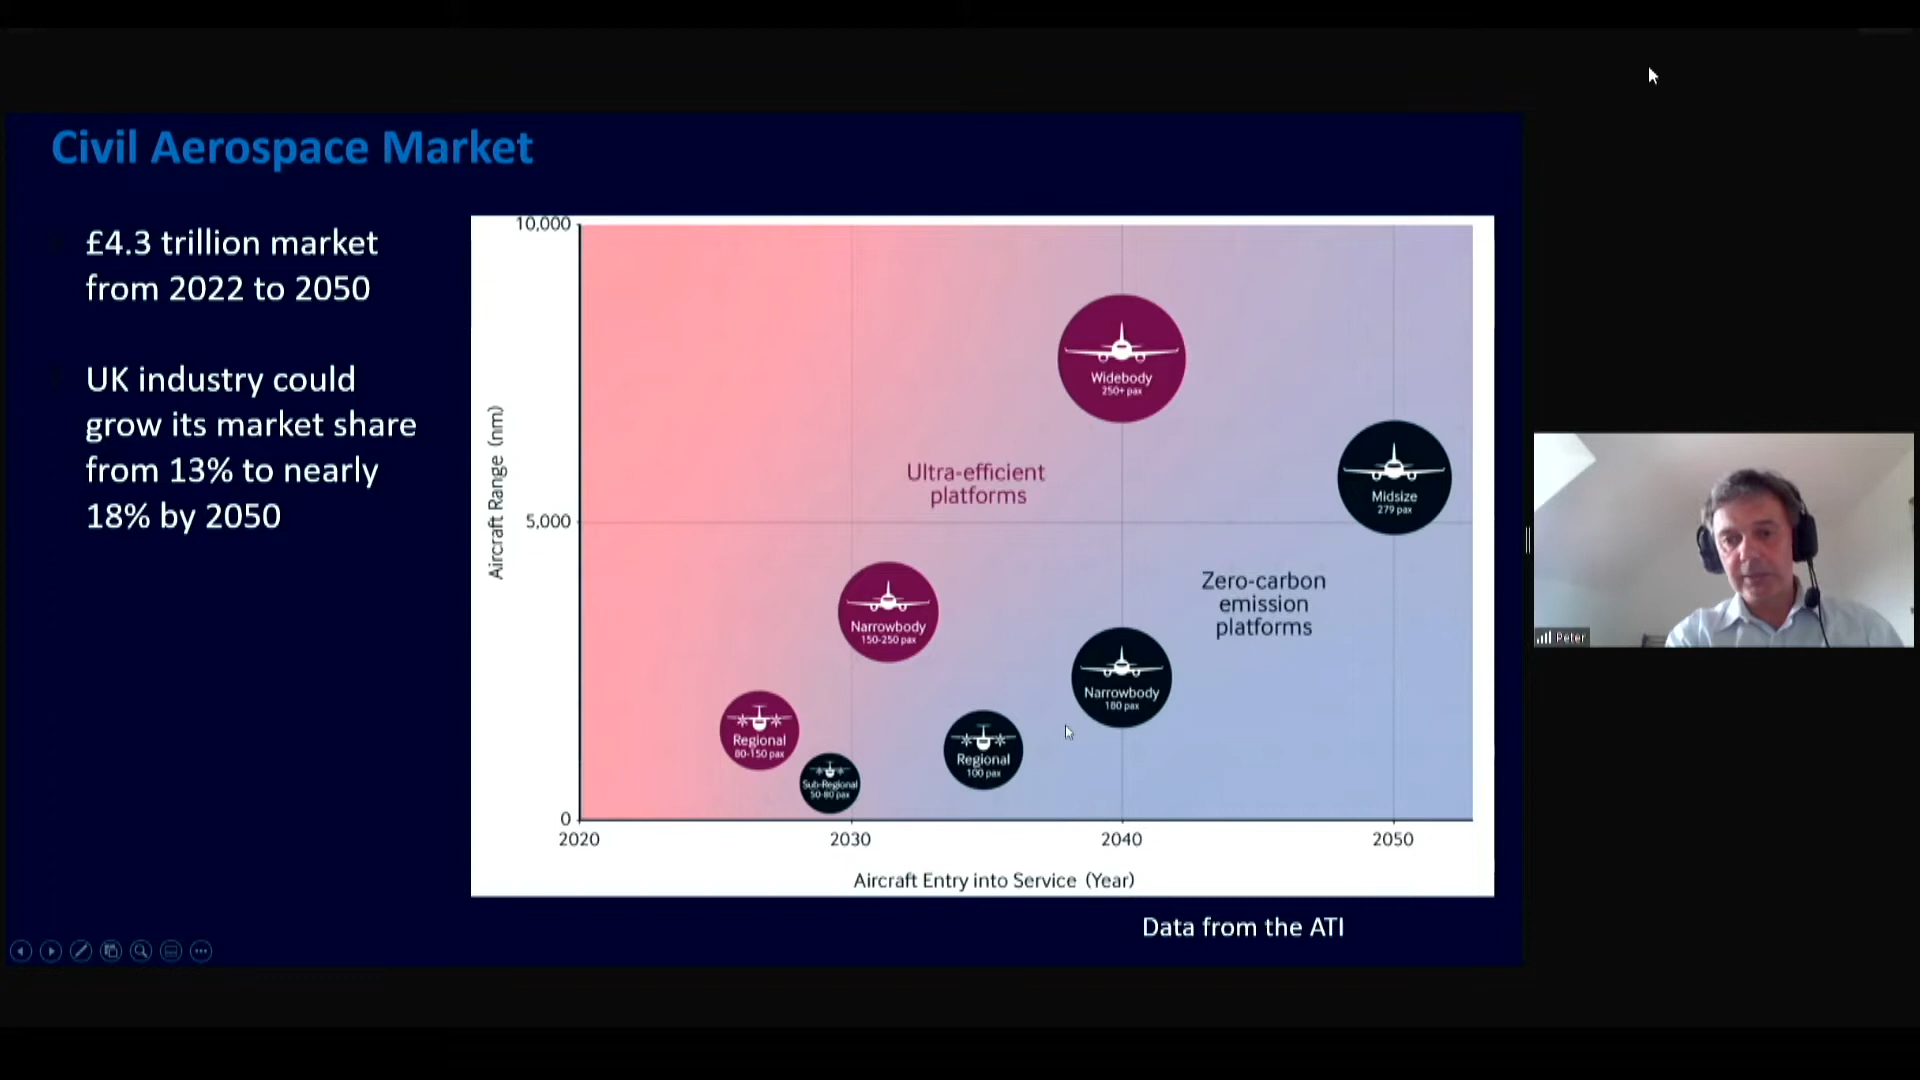 Civil Aerospace Market
£4.3 trillion market
from 2022 to 2050
UK industry could
grow its market share
from 13% to nearly
18% by 2050
10,000
5,000
0
Aircraft Range (nm)
Widebody
250+ pax
Midsize
279 pax
Ultra-efficient
platforms
Narrowbody
150-250 pax
Zero-carbon
emission
platforms
Narrowbody
180 pax
Regional
80-150 pax
Regional
100 pax
Sub-Regional
50-80 pax
2020
2030
2040
2050
Aircraft Entry into Service (Year)
Data from the ATI
Peter